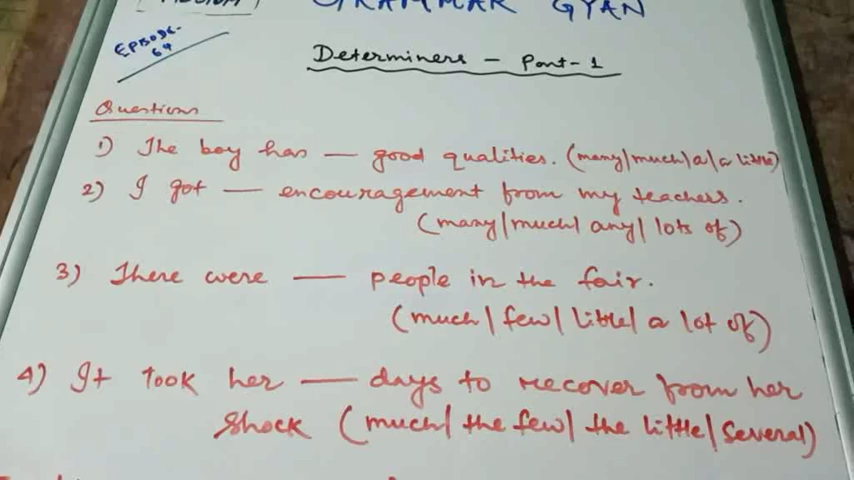 GRAMMAR GYAN
EPISODE-
64
Determiners - Part-1
Questions
1) The boy has — good qualities. (many/much/a/a little)
2) I got — encouragement from my teachers.
(many/much/ any/ lots of)
3) There were — people in the fair.
(much/ few/ little/ a lot of)
4) It took her — days to recover from her
shock (much/ the few/ the little/ several)